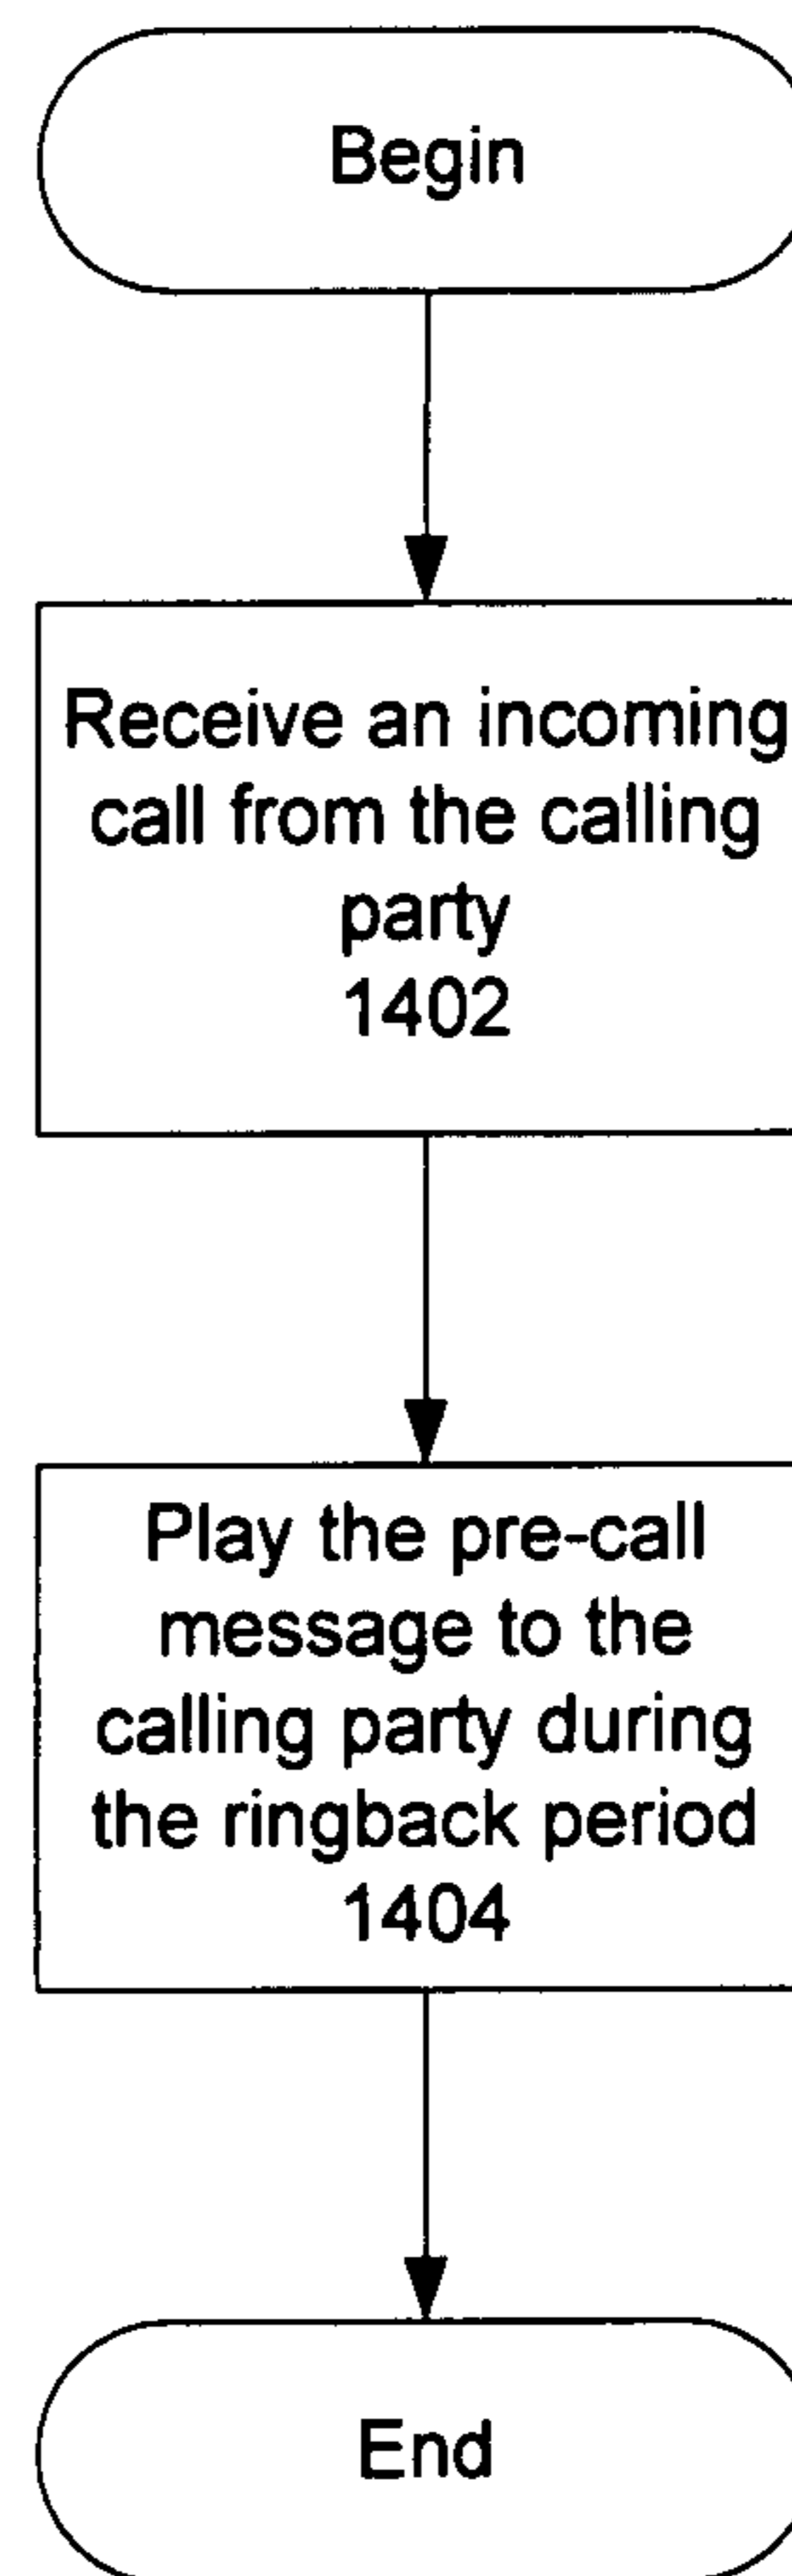 Begin
Receive an incoming
call from the calling
party
1402
Play the pre-call
message to the
calling party during
the ringback period
1404
End